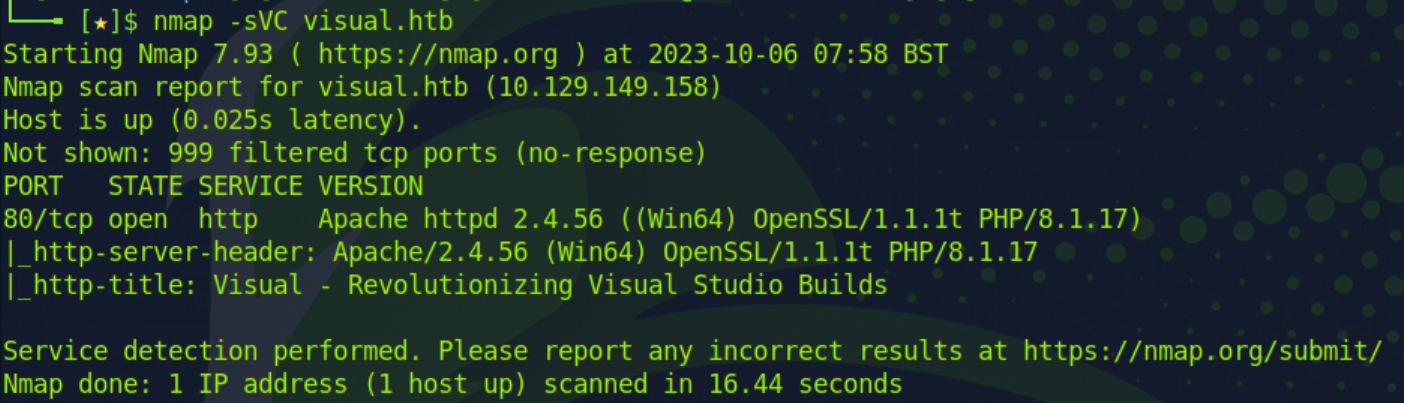 [★]$ nmap -sVC visual.htb
Starting Nmap 7.93 ( https://nmap.org ) at 2023-10-06 07:58 BST
Nmap scan report for visual.htb (10.129.149.158)
Host is up (0.025s latency).
Not shown: 999 filtered tcp ports (no-response)
PORT   STATE SERVICE VERSION
80/tcp open  http    Apache httpd 2.4.56 ((Win64) OpenSSL/1.1.1t PHP/8.1.17)
|_http-server-header: Apache/2.4.56 (Win64) OpenSSL/1.1.1t PHP/8.1.17
|_http-title: Visual - Revolutionizing Visual Studio Builds
Service detection performed. Please report any incorrect results at https://nmap.org/submit/
Nmap done: 1 IP address (1 host up) scanned in 16.44 seconds